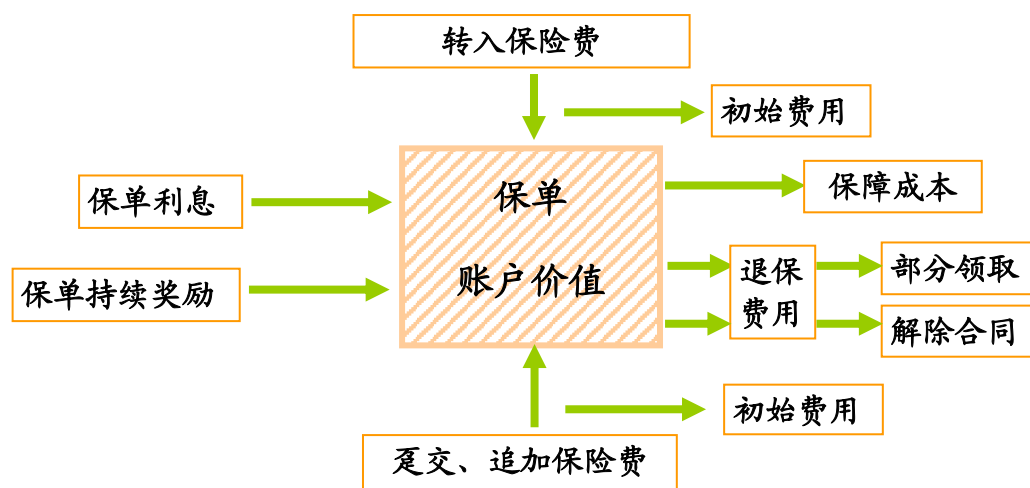 转入保险费
初始费用
保单
账户价值
保单利息
保障成本
保单持续奖励
退保
费用
部分领取
解除合同
初始费用
趸交、追加保险费